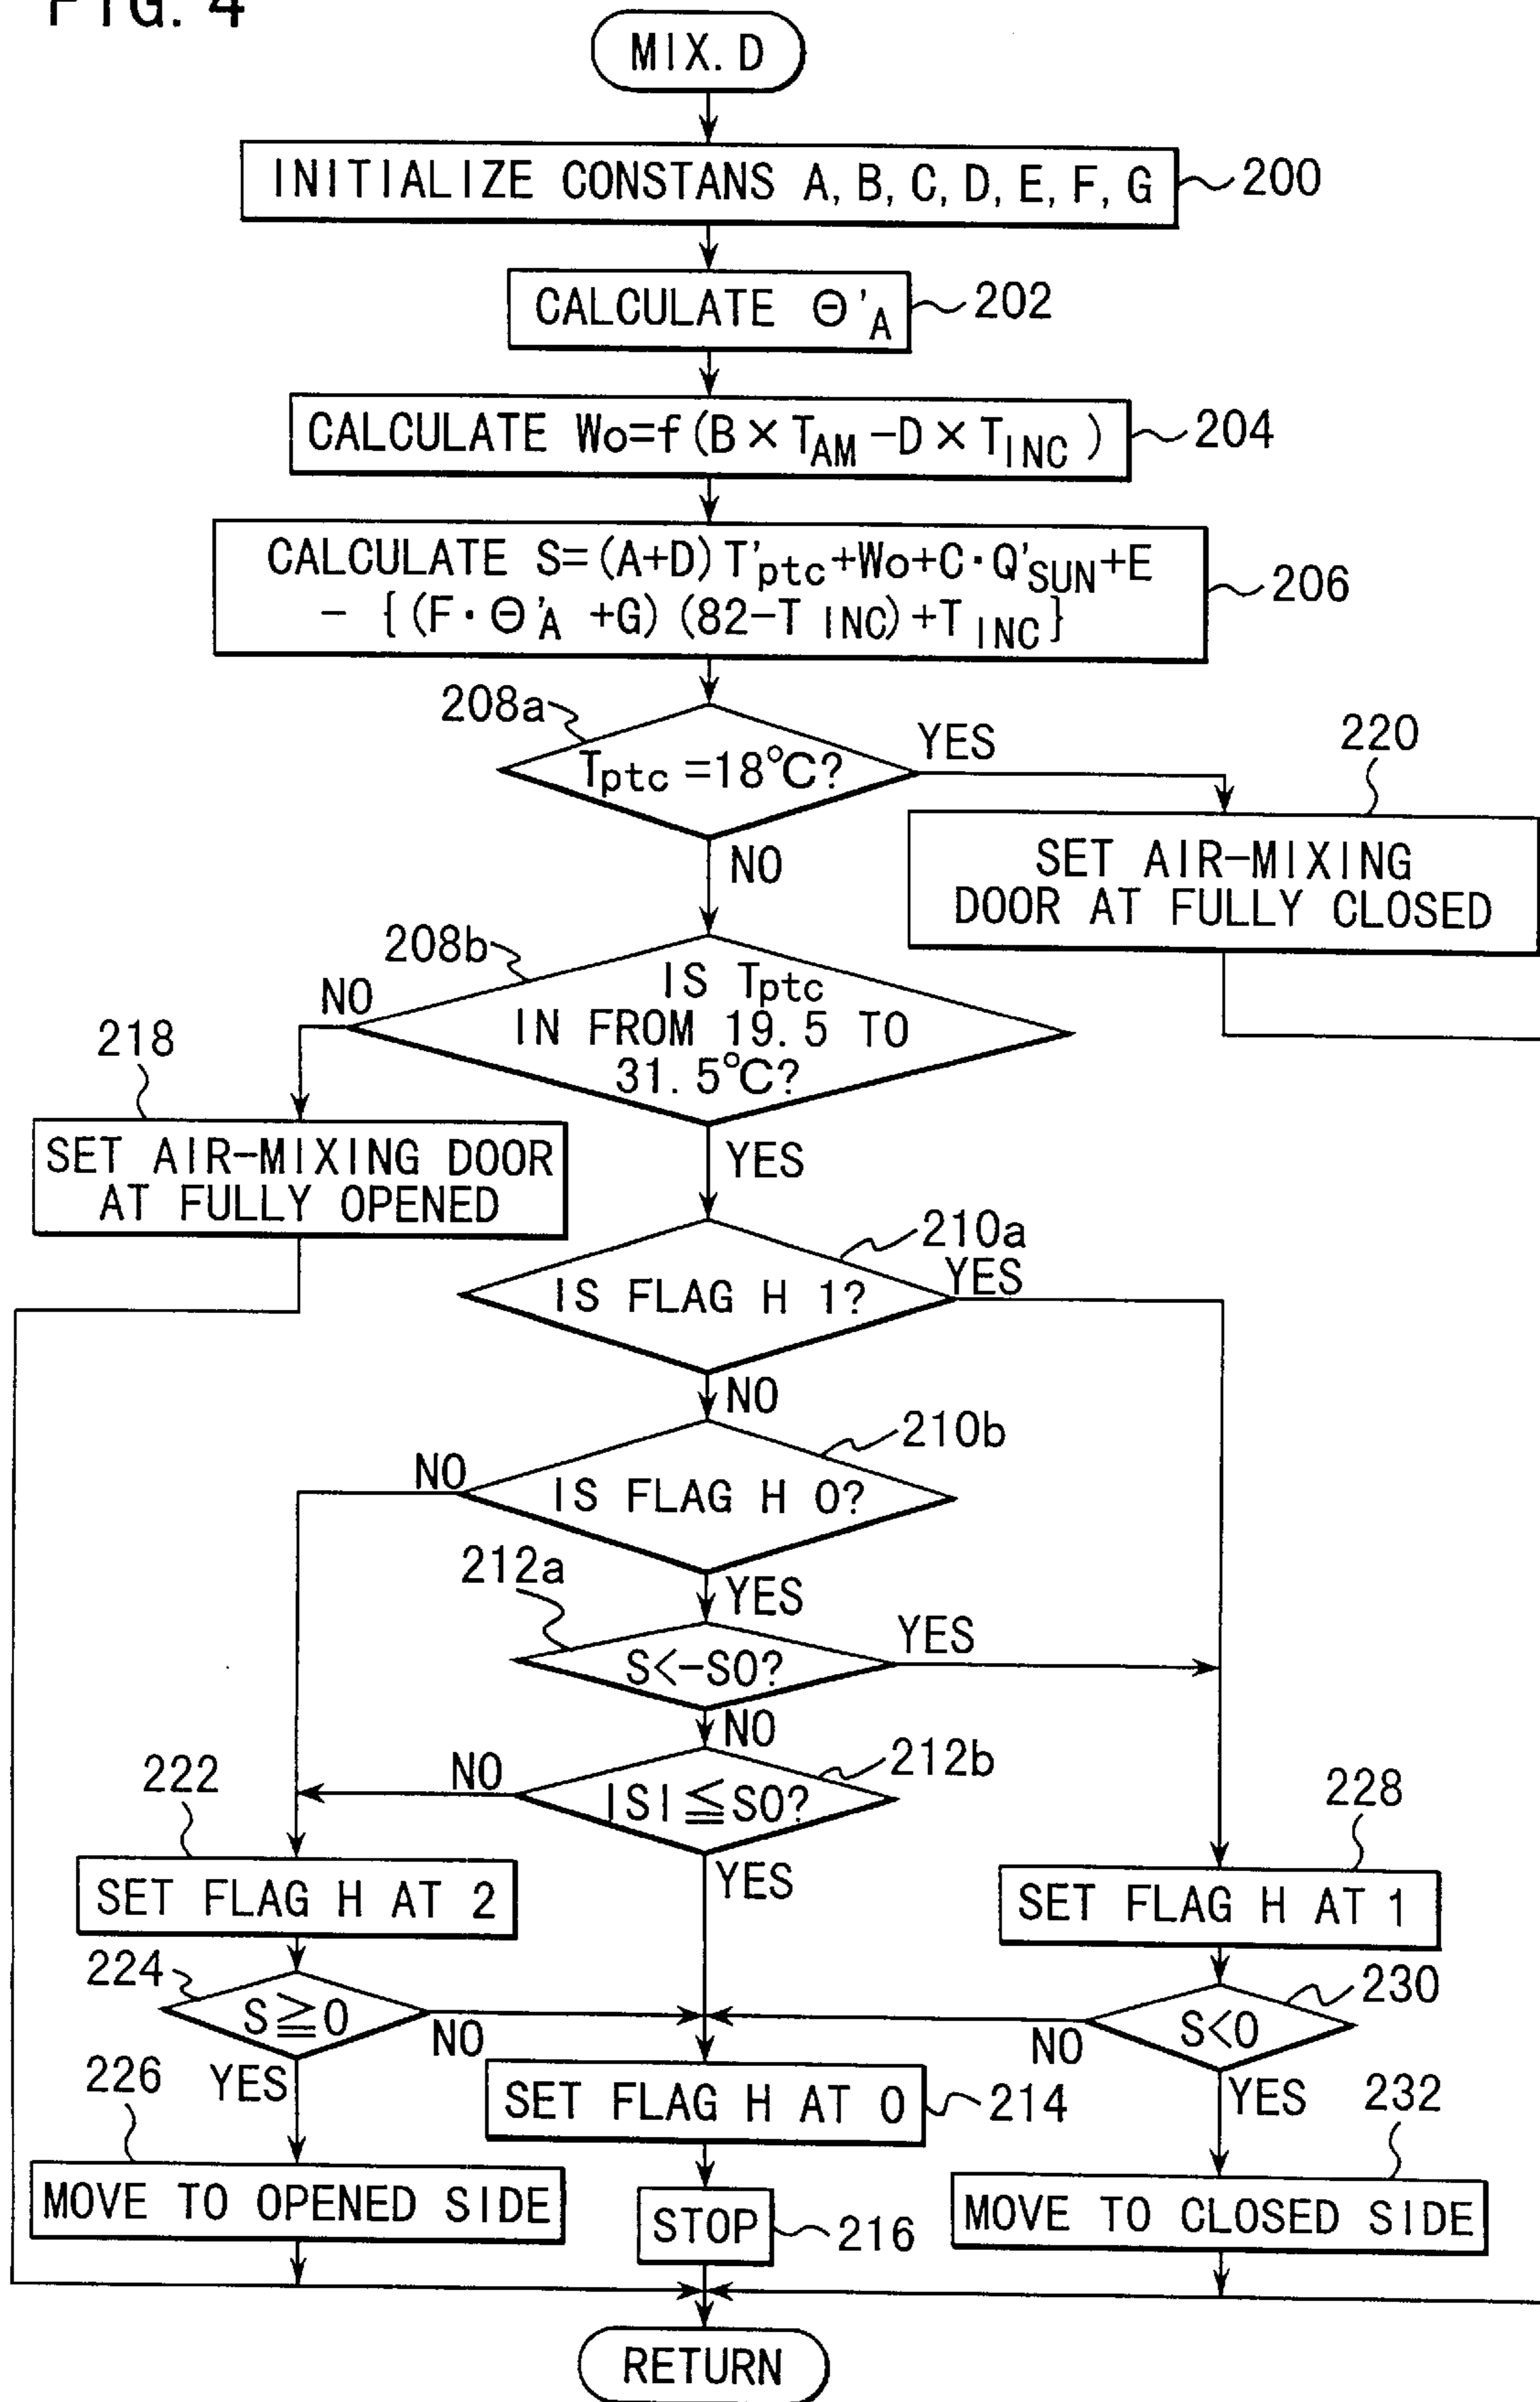 FIG. 4
MIX. D
INITIALIZE CONSTANS A, B, C, D, E, F, G
200
CALCULATE Θ'A
202
CALCULATE Wo=f(B×TAM-D×TINC)
204
CALCULATE S=(A+D)T'ptc+Wo+C·Q'SUN+E
- {(F·Θ'A +G) (82-T INC)+T INC}
206
208a
Tptc =18°C?
YES
220
NO
SET AIR-MIXING
DOOR AT FULLY CLOSED
208b
IS Tptc
IN FROM 19.5 TO
31.5°C?
NO
218
SET AIR-MIXING DOOR
AT FULLY OPENED
YES
210a
IS FLAG H 1?
YES
NO
210b
IS FLAG H 0?
NO
212a
YES
S<-S0?
YES
NO
212b
|S|≦S0?
NO
222
228
YES
SET FLAG H AT 2
SET FLAG H AT 1
224
S≧0
NO
230
S<0
NO
226
YES
SET FLAG H AT 0
214
YES
232
MOVE TO OPENED SIDE
STOP
216
MOVE TO CLOSED SIDE
RETURN